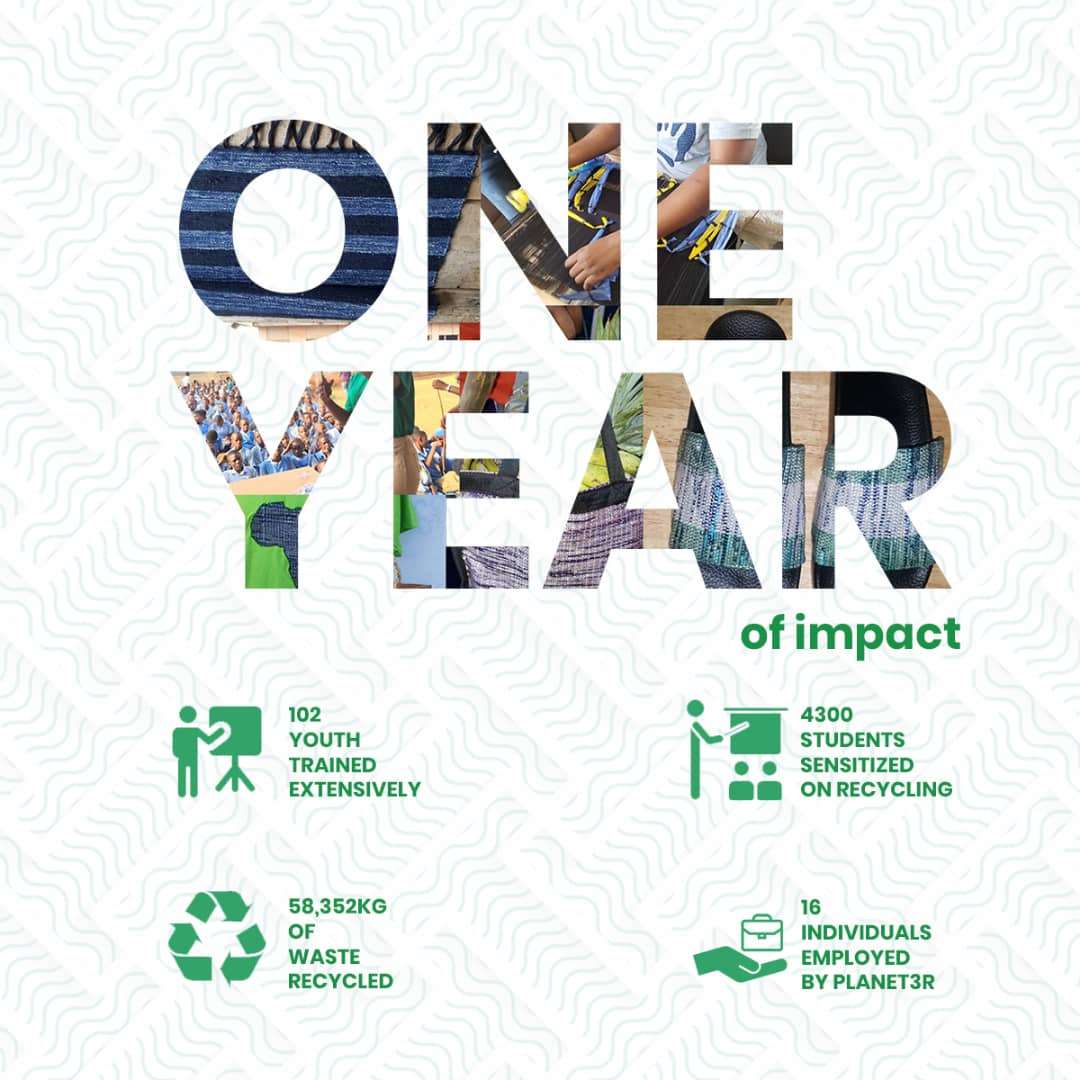 ONE
YEAR
of impact
102
YOUTH
TRAINED
EXTENSIVELY
4300
STUDENTS
SENSITIZED
ON RECYCLING
58,352KG
OF
WASTE
RECYCLED
16
INDIVIDUALS
EMPLOYED
BY PLANET3R